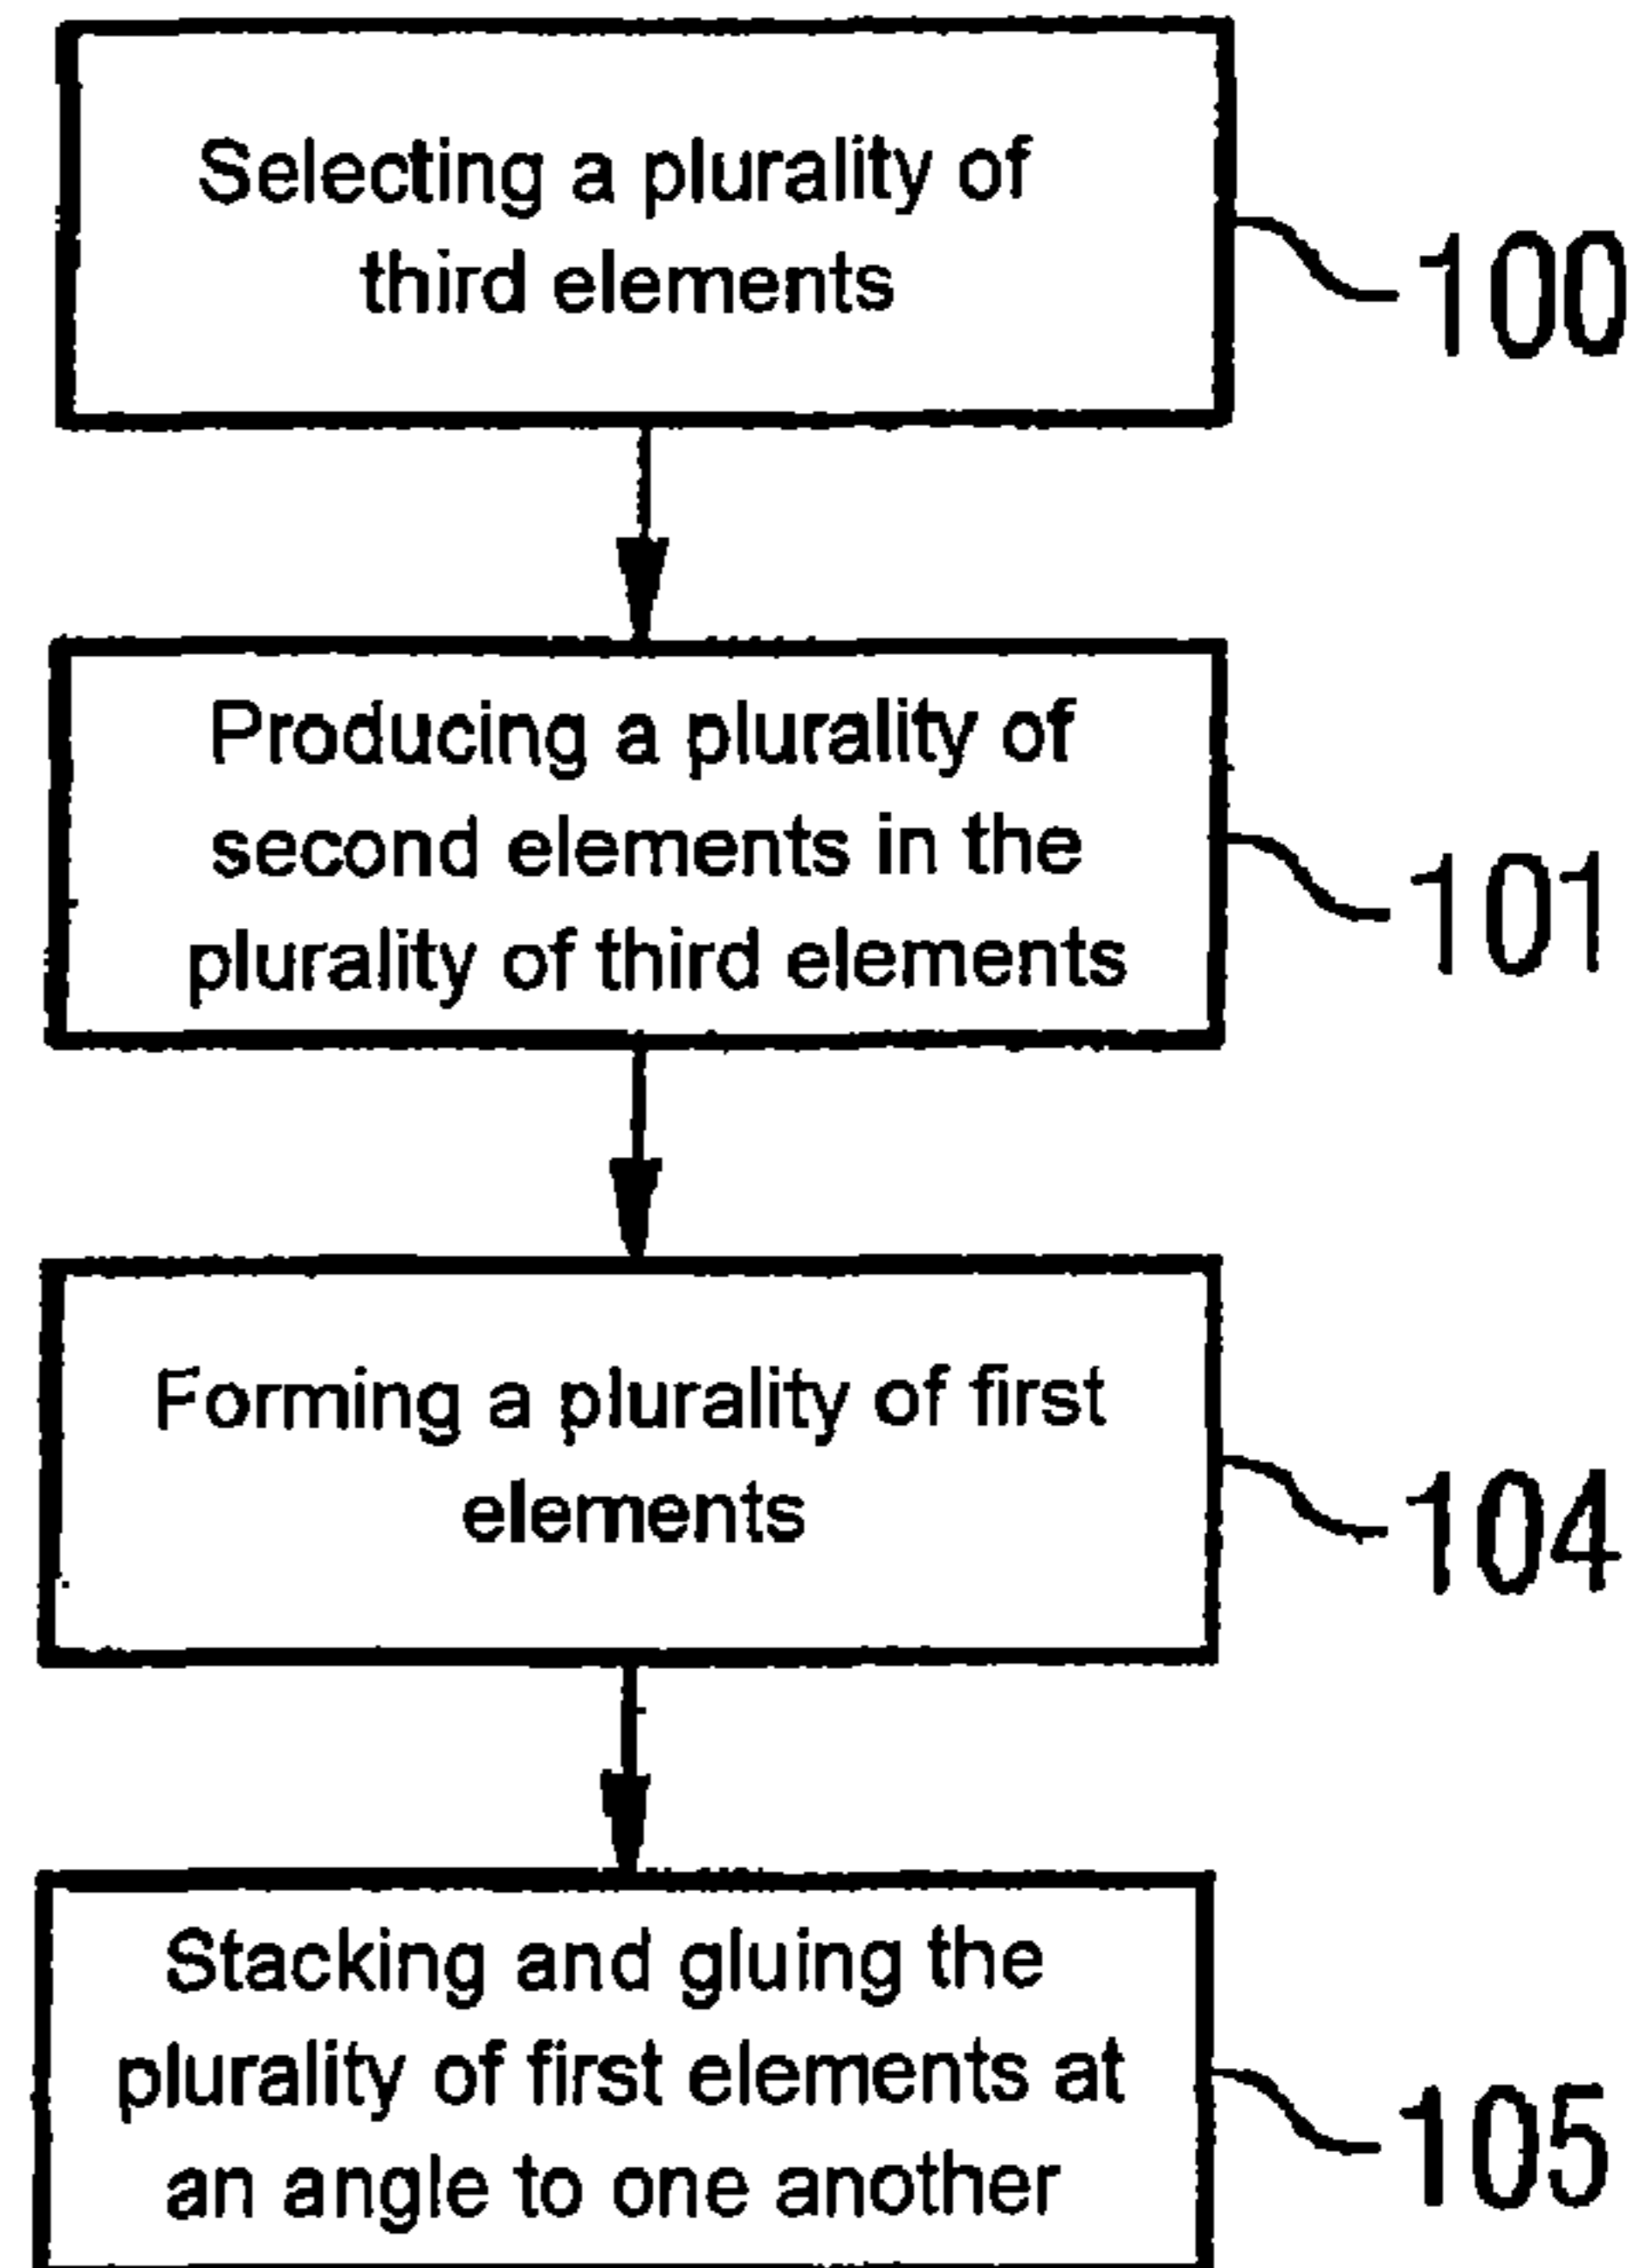 Selecting a plurality of
third elements
100
Producing a plurality of
second elements in the
plurality of third elements
101
Forming a plurality of first
elements
104
Stacking and gluing the
plurality of first elements at
an angle to one another
105